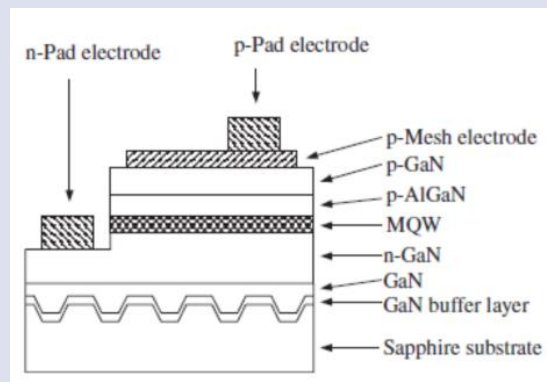 p-Pad electrode
n-Pad electrode
p-Mesh electrode
p-GaN
p-AlGaN
MQW
n-GaN
GaN
GaN buffer layer
Sapphire substrate